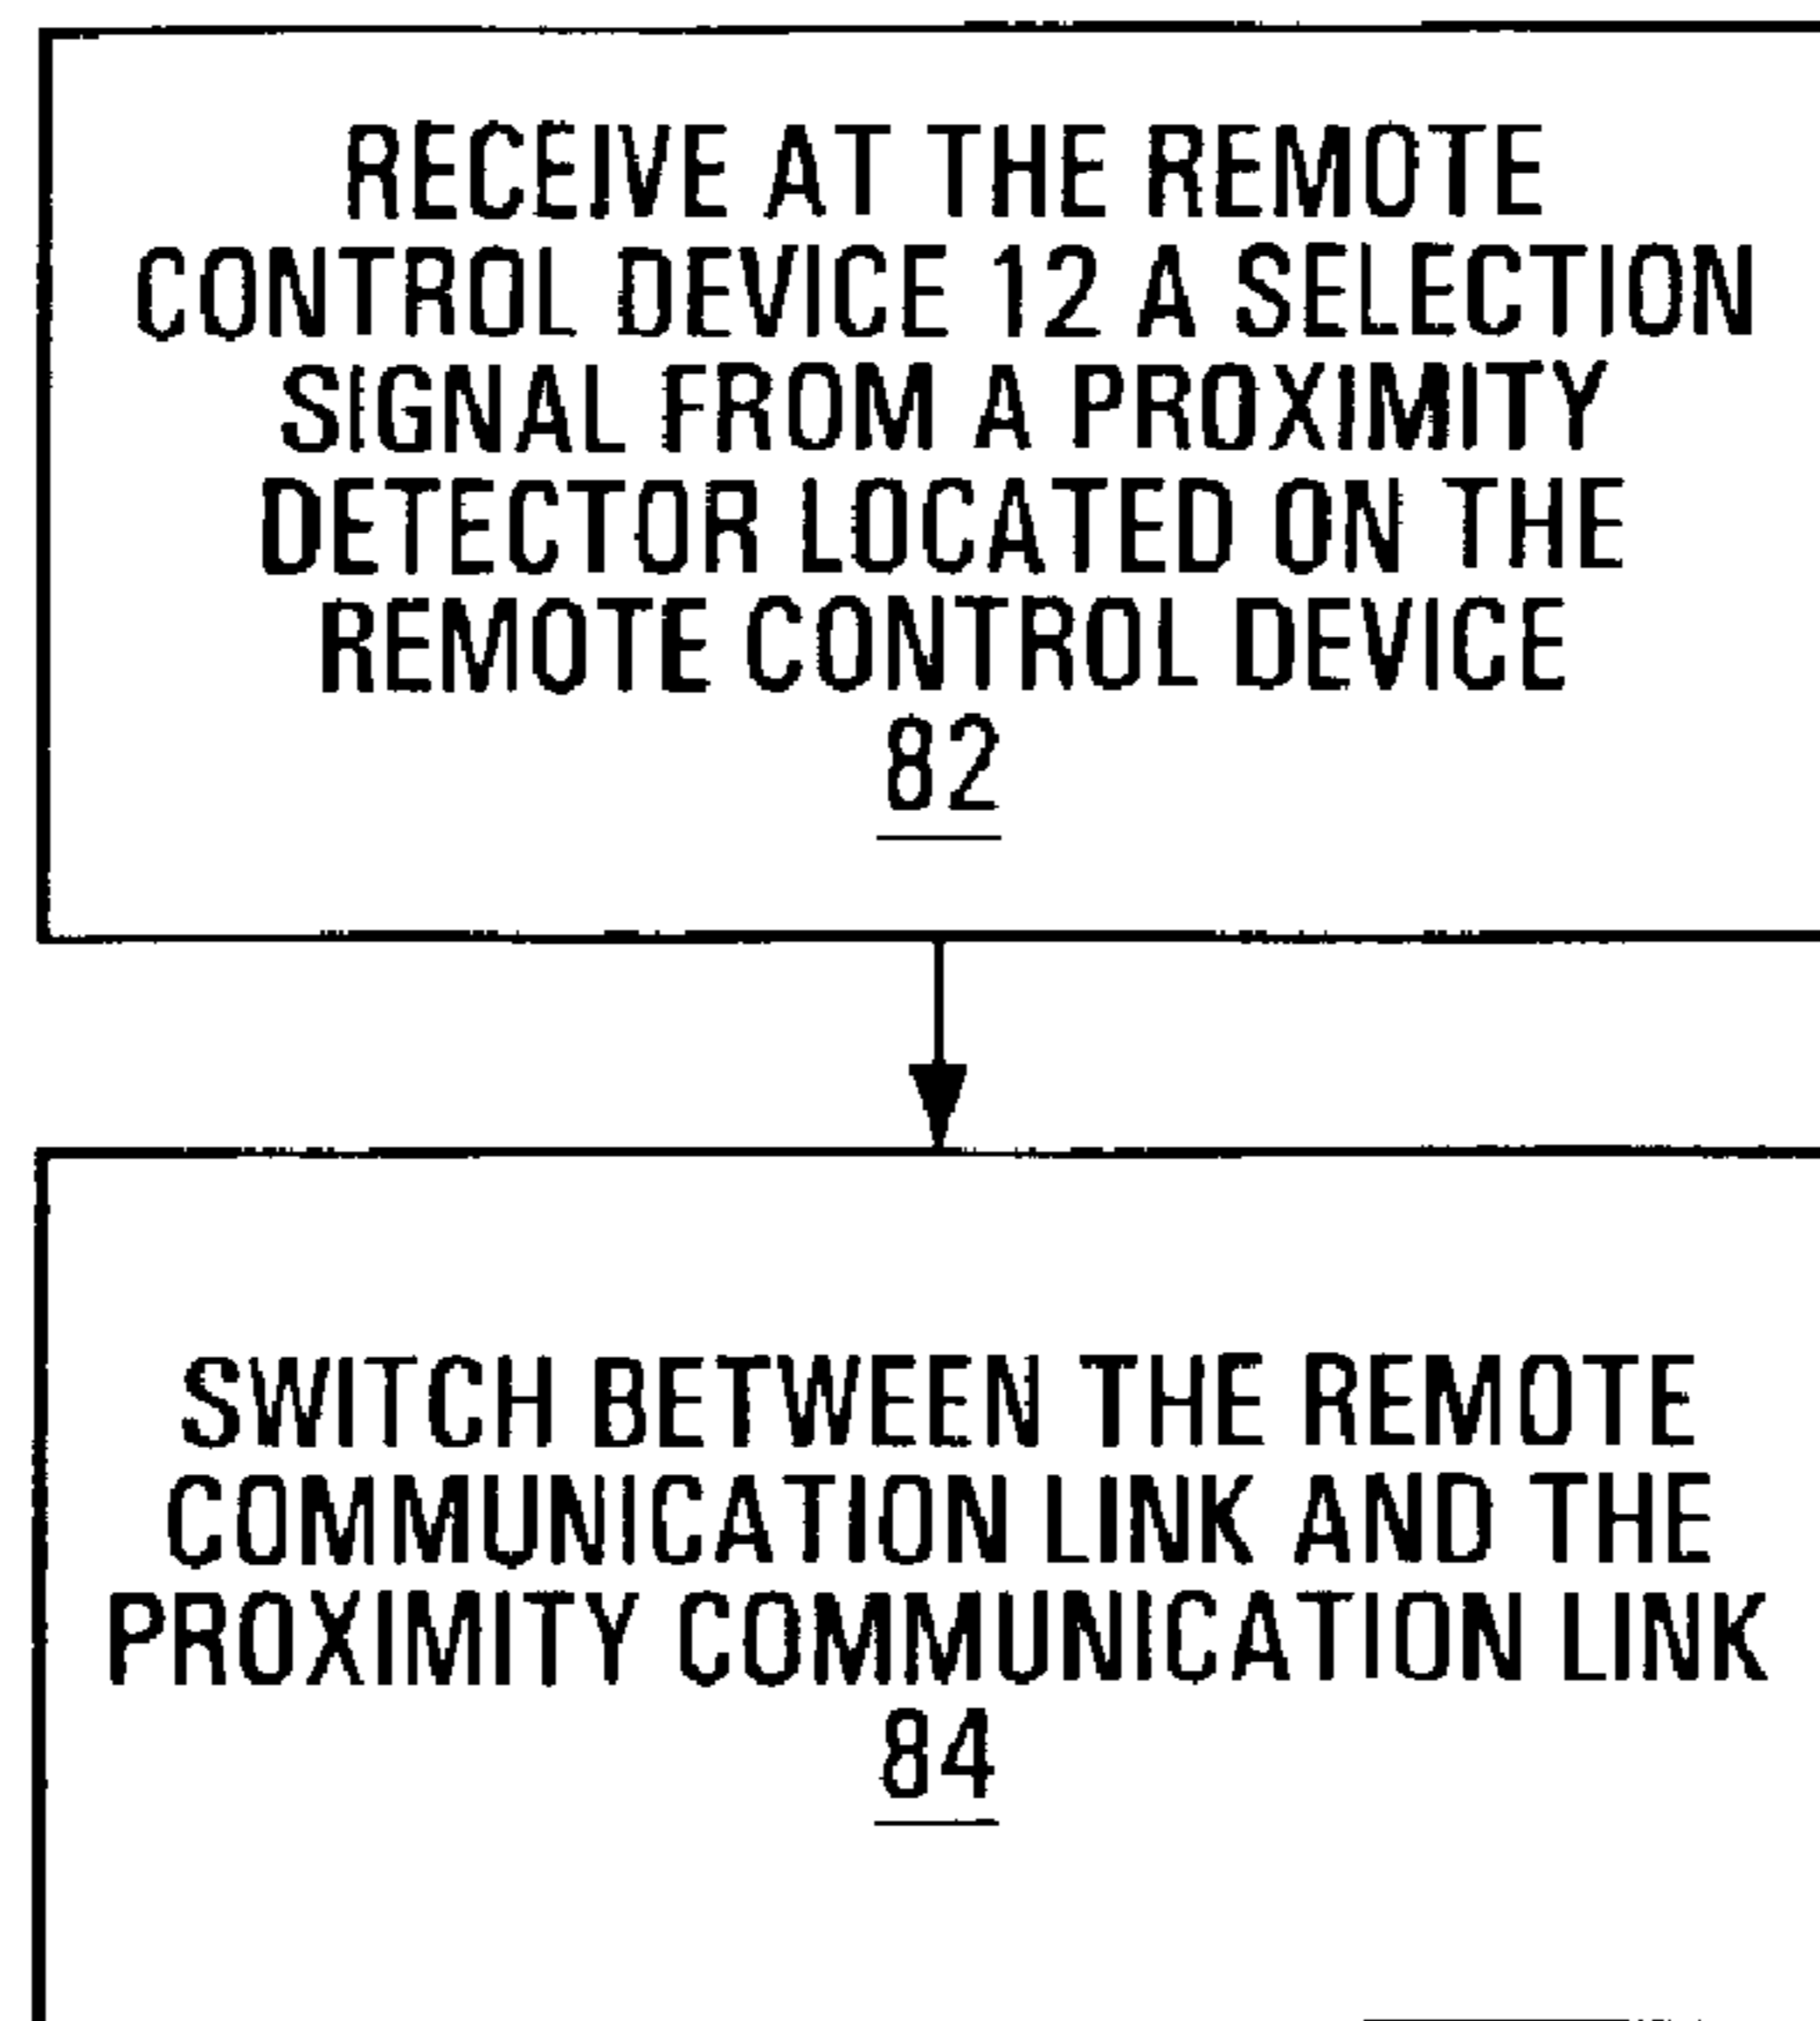 RECEIVE AT THE REMOTE
CONTROL DEVICE 12 A SELECTION
SIGNAL FROM A PROXIMITY
DETECTOR LOCATED ON THE
REMOTE CONTROL DEVICE
82
SWITCH BETWEEN THE REMOTE
COMMUNICATION LINK AND THE
PROXIMITY COMMUNICATION LINK
84